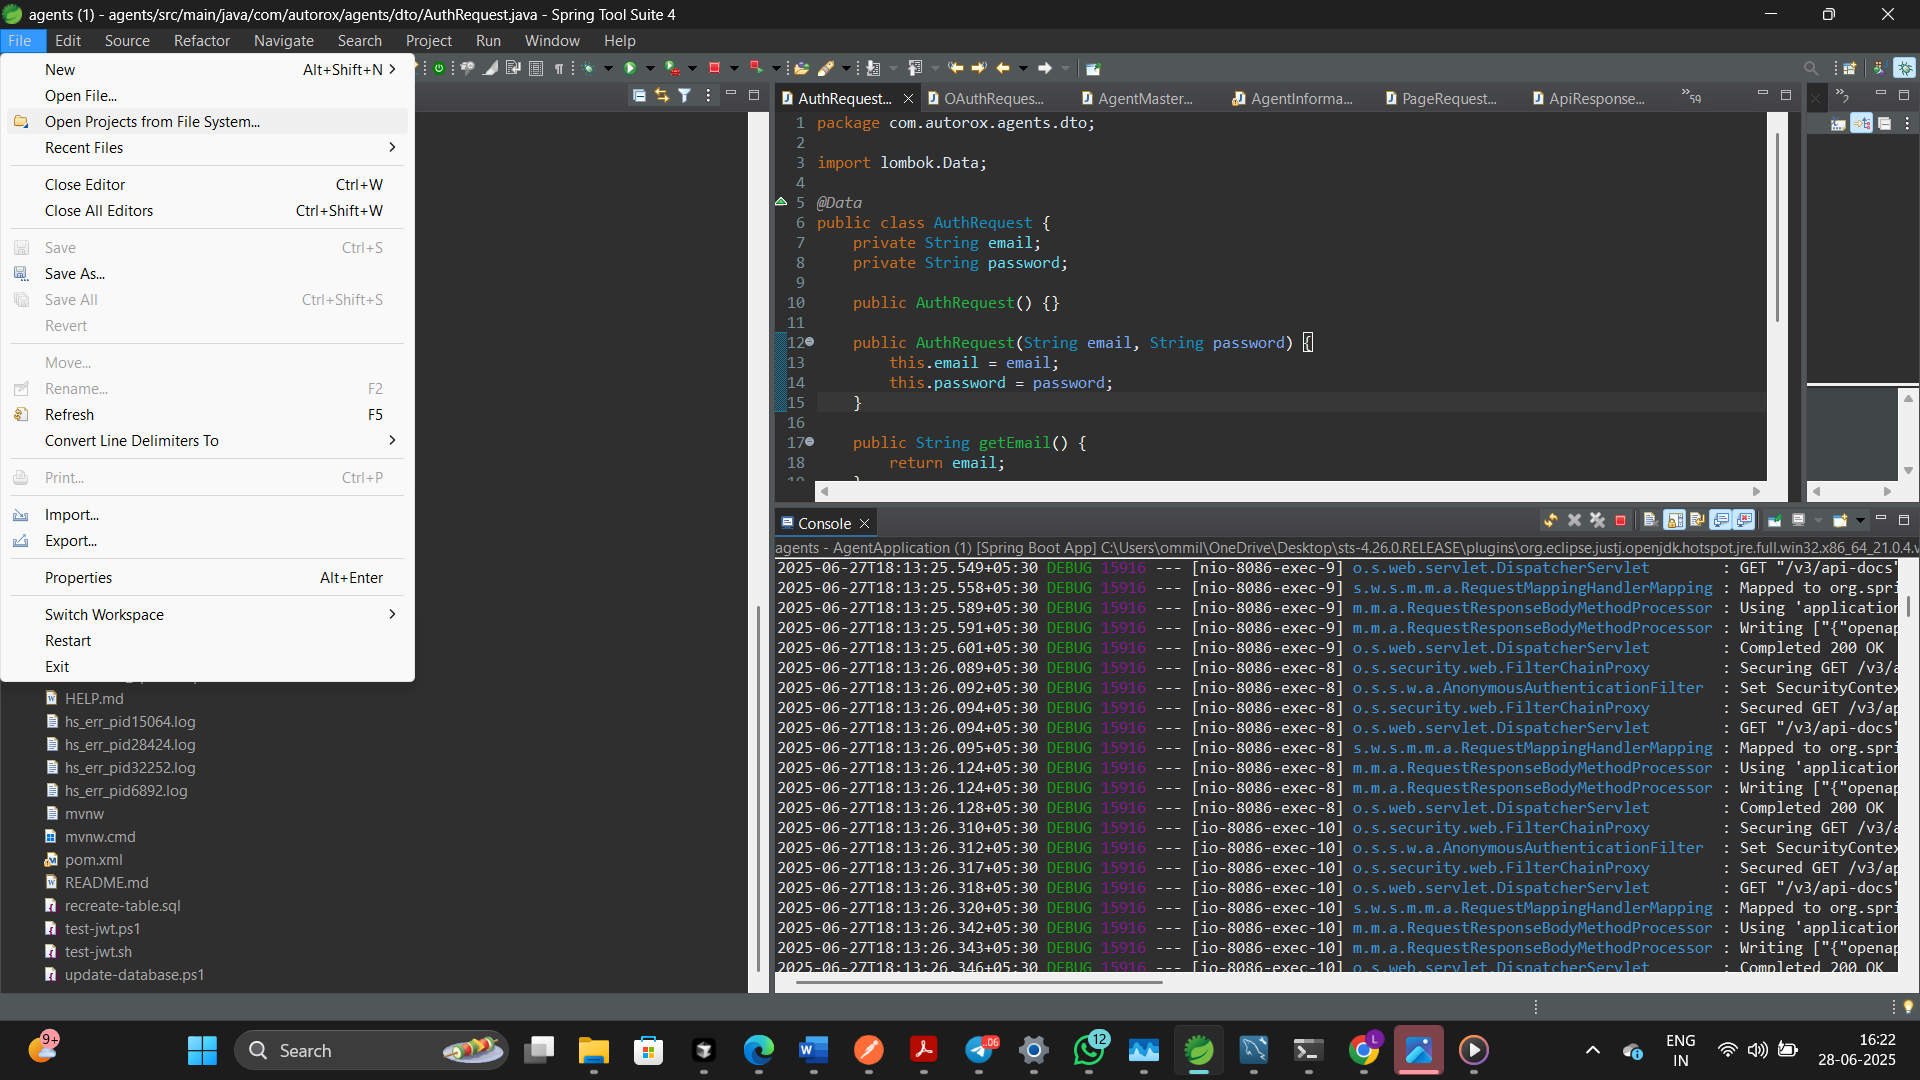 agents (1) - agents/src/main/java/com/autorox/agents/dto/AuthRequest.java - Spring Tool Suite 4
File Edit Source Refactor Navigate Search Project Run Window Help
New Alt+Shift+N
Open File...
Open Projects from File System...
Recent Files
Close Editor Ctrl+W
Close All Editors Ctrl+Shift+W
Save Ctrl+S
Save As...
Save All Ctrl+Shift+S
Revert
Move...
Rename... F2
Refresh F5
Convert Line Delimiters To
Print... Ctrl+P
Import...
Export...
Properties Alt+Enter
Switch Workspace
Restart
Exit
HELP.md
hs_err_pid15064.log
hs_err_pid28424.log
hs_err_pid32252.log
hs_err_pid6892.log
mvnw
mvnw.cmd
pom.xml
README.md
recreate-table.sql
test-jwt.ps1
test-jwt.sh
update-database.ps1
AuthRequest... OAuthReques... AgentMaster... AgentInforma... PageRequest... ApiResponse... »59 »2
1 package com.autorox.agents.dto;
2
3 import lombok.Data;
4
5 @Data
6 public class AuthRequest {
7 private String email;
8 private String password;
9
10 public AuthRequest() {}
11
12 public AuthRequest(String email, String password) {
13 this.email = email;
14 this.password = password;
15 }
16
17 public String getEmail() {
18 return email;
Console
agents - AgentApplication (1) [Spring Boot App] C:\Users\ommil\OneDrive\Desktop\sts-4.26.0.RELEASE\plugins\org.eclipse.justj.openjdk.hotspot.jre.full.win32.x86_64_21.0.4.v
2025-06-27T18:13:25.549+05:30 DEBUG 15916 --- [nio-8086-exec-9] o.s.web.servlet.DispatcherServlet : GET "/v3/api-docs"
2025-06-27T18:13:25.558+05:30 DEBUG 15916 --- [nio-8086-exec-9] s.w.s.m.m.a.RequestMappingHandlerMapping : Mapped to org.spri
2025-06-27T18:13:25.589+05:30 DEBUG 15916 --- [nio-8086-exec-9] m.m.a.RequestResponseBodyMethodProcessor : Using 'application
2025-06-27T18:13:25.591+05:30 DEBUG 15916 --- [nio-8086-exec-9] m.m.a.RequestResponseBodyMethodProcessor : Writing ["{"openap
2025-06-27T18:13:25.601+05:30 DEBUG 15916 --- [nio-8086-exec-9] o.s.web.servlet.DispatcherServlet : Completed 200 OK
2025-06-27T18:13:26.089+05:30 DEBUG 15916 --- [nio-8086-exec-8] o.s.security.web.FilterChainProxy : Securing GET /v3/a
2025-06-27T18:13:26.092+05:30 DEBUG 15916 --- [nio-8086-exec-8] o.s.s.w.a.AnonymousAuthenticationFilter : Set SecurityContex
2025-06-27T18:13:26.094+05:30 DEBUG 15916 --- [nio-8086-exec-8] o.s.security.web.FilterChainProxy : Secured GET /v3/ap
2025-06-27T18:13:26.094+05:30 DEBUG 15916 --- [nio-8086-exec-8] o.s.web.servlet.DispatcherServlet : GET "/v3/api-docs"
2025-06-27T18:13:26.095+05:30 DEBUG 15916 --- [nio-8086-exec-8] s.w.s.m.m.a.RequestMappingHandlerMapping : Mapped to org.spri
2025-06-27T18:13:26.124+05:30 DEBUG 15916 --- [nio-8086-exec-8] m.m.a.RequestResponseBodyMethodProcessor : Using 'application
2025-06-27T18:13:26.124+05:30 DEBUG 15916 --- [nio-8086-exec-8] m.m.a.RequestResponseBodyMethodProcessor : Writing ["{"openap
2025-06-27T18:13:26.128+05:30 DEBUG 15916 --- [nio-8086-exec-8] o.s.web.servlet.DispatcherServlet : Completed 200 OK
2025-06-27T18:13:26.310+05:30 DEBUG 15916 --- [io-8086-exec-10] o.s.security.web.FilterChainProxy : Securing GET /v3/a
2025-06-27T18:13:26.312+05:30 DEBUG 15916 --- [io-8086-exec-10] o.s.s.w.a.AnonymousAuthenticationFilter : Set SecurityContex
2025-06-27T18:13:26.317+05:30 DEBUG 15916 --- [io-8086-exec-10] o.s.security.web.FilterChainProxy : Secured GET /v3/ap
2025-06-27T18:13:26.318+05:30 DEBUG 15916 --- [io-8086-exec-10] o.s.web.servlet.DispatcherServlet : GET "/v3/api-docs"
2025-06-27T18:13:26.320+05:30 DEBUG 15916 --- [io-8086-exec-10] s.w.s.m.m.a.RequestMappingHandlerMapping : Mapped to org.spri
2025-06-27T18:13:26.342+05:30 DEBUG 15916 --- [io-8086-exec-10] m.m.a.RequestResponseBodyMethodProcessor : Using 'application
2025-06-27T18:13:26.343+05:30 DEBUG 15916 --- [io-8086-exec-10] m.m.a.RequestResponseBodyMethodProcessor : Writing ["{"openap
2025-06-27T18:13:26.346+05:30 DEBUG 15916 --- [io-8086-exec-10] o.s.web.servlet.DispatcherServlet : Completed 200 OK
9+ Search .06 12 L ENG 16:22
IN 28-06-2025